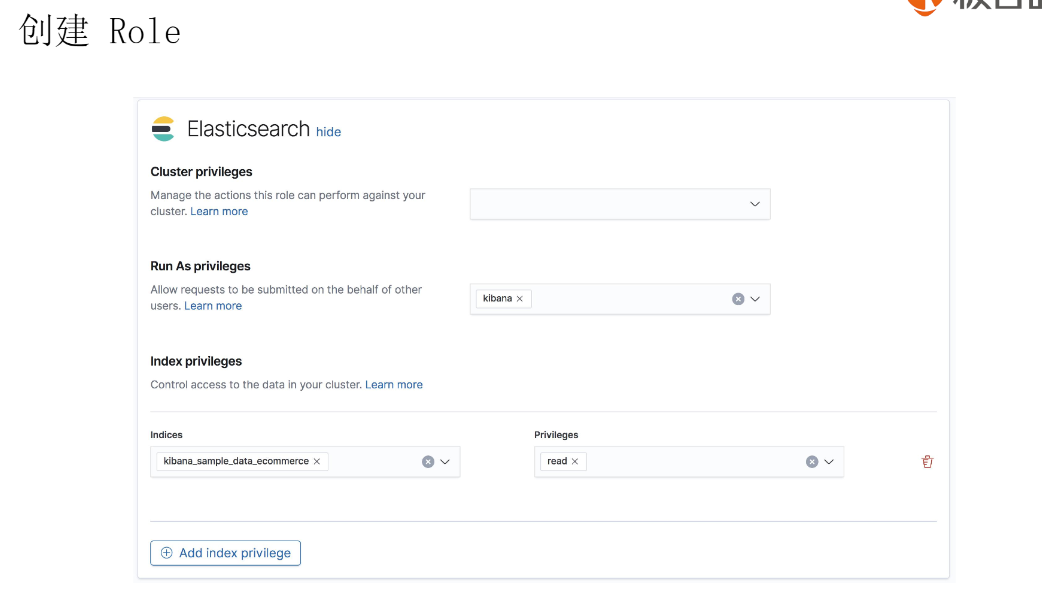 创建 Role
Elasticsearch hide
Cluster privileges
Manage the actions this role can perform against your
cluster. Learn more
Run As privileges
Allow requests to be submitted on the behalf of other
users. Learn more
kibana ×
Index privileges
Control access to the data in your cluster. Learn more
Indices
kibana_sample_data_ecommerce ×
Privileges
read ×
Add index privilege